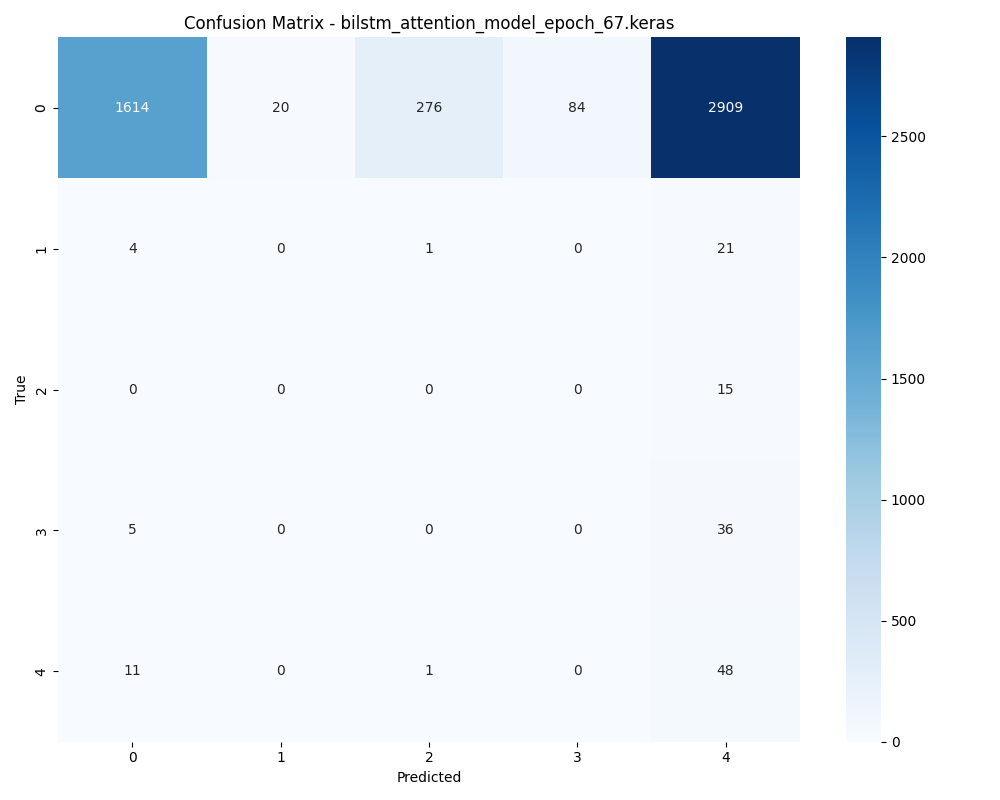 Confusion Matrix - bilstm_attention_model_epoch_67.keras
0 1614 20 276 84 2909
1 4 0 1 0 21
2 0 0 0 0 15
3 5 0 0 0 36
4 11 0 1 0 48
0 1 2 3 4
Predicted
True
2500
2000
1500
1000
500
0